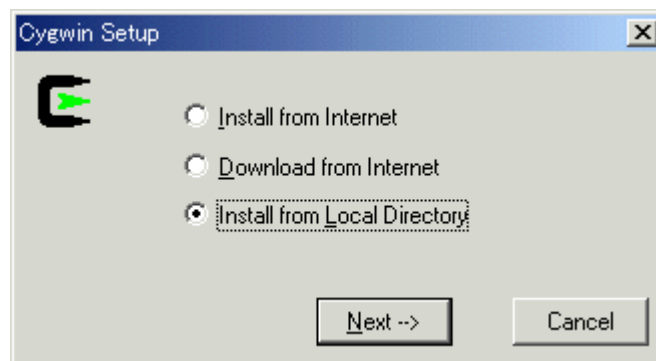 Cygwin Setup
Install from Internet
Download from Internet
Install from Local Directory
Next -->
Cancel